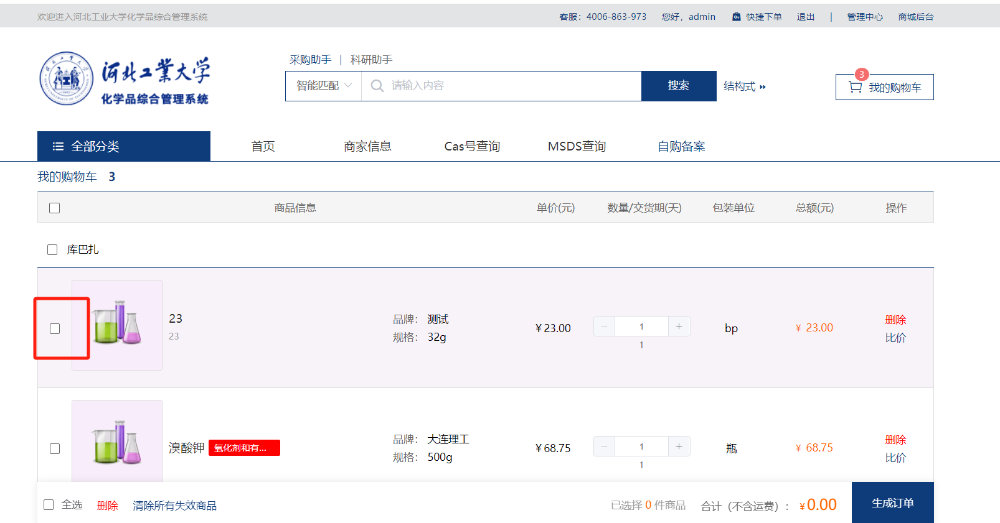 欢迎进入河北工业大学化学品综合管理系统
客服：4006-863-973 您好，admin 快捷下单 退出 | 管理中心 商城后台
河北工業大学
化学品综合管理系统
采购助手 | 科研助手
智能匹配 请输入内容 搜索 结构式
3
我的购物车
全部分类 首页 商家信息 Cas号查询 MSDS查询 自购备案
我的购物车 3
商品信息 单价(元) 数量/交货期(天) 包装单位 总额(元) 操作
库巴扎
23
23
品牌： 测试
规格： 32g
¥23.00
- 1 +
1
bp
¥ 23.00
删除
比价
溴酸钾 氧化剂和有...
品牌： 大连理工
规格： 500g
¥68.75
- 1 +
1
瓶
¥ 68.75
删除
比价
全选 删除 清除所有失效商品 已选择 0 件商品 合计（不含运费）： ¥0.00 生成订单